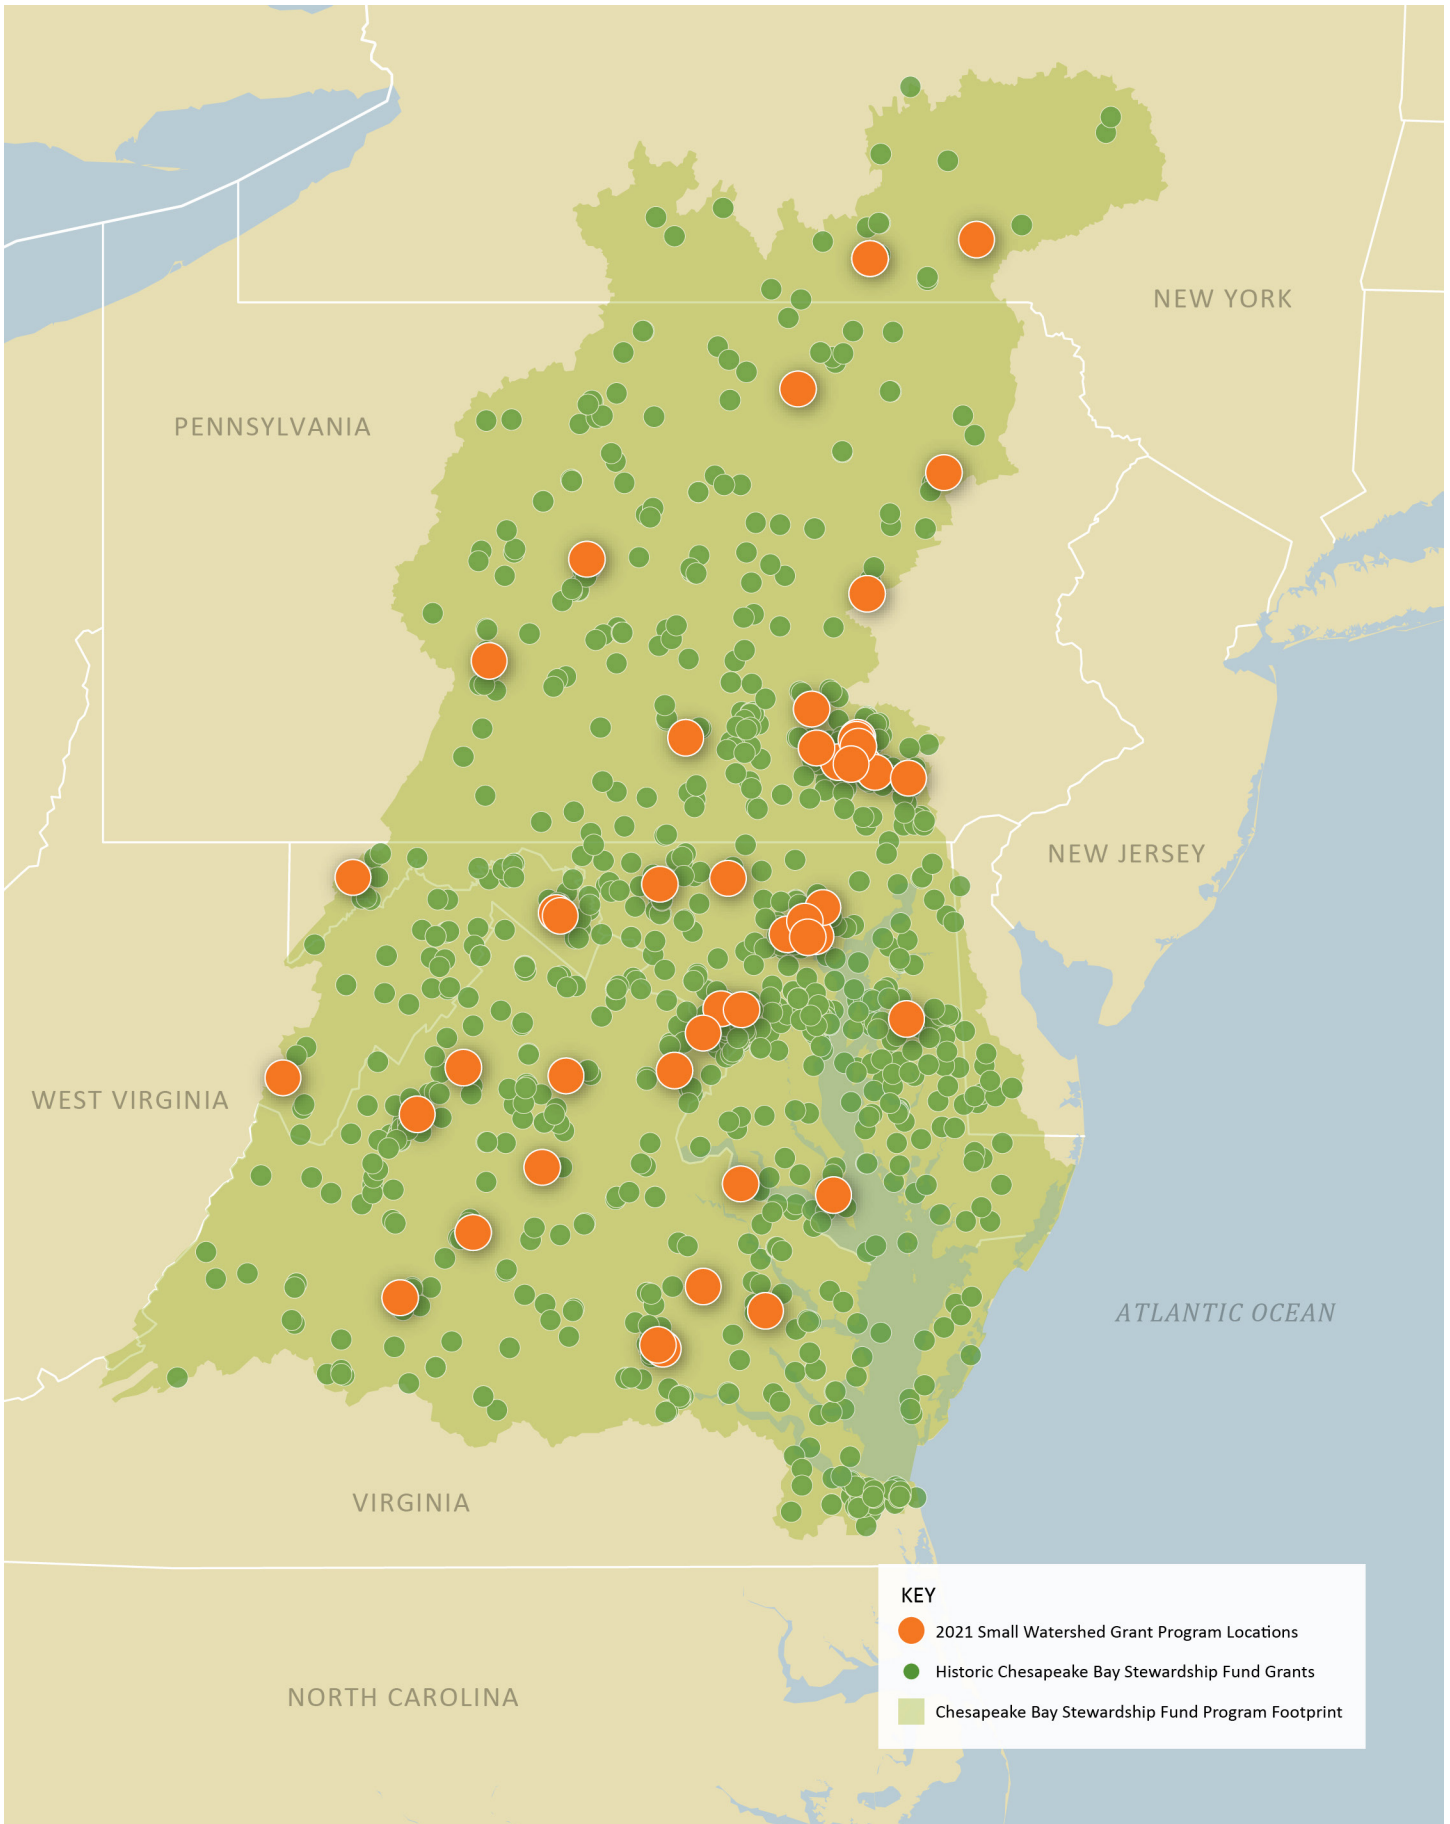 NEW YORK
PENNSYLVANIA
NEW JERSEY
WEST VIRGINIA
ATLANTIC OCEAN
VIRGINIA
NORTH CAROLINA
KEY
2021 Small Watershed Grant Program Locations
Historic Chesapeake Bay Stewardship Fund Grants
Chesapeake Bay Stewardship Fund Program Footprint